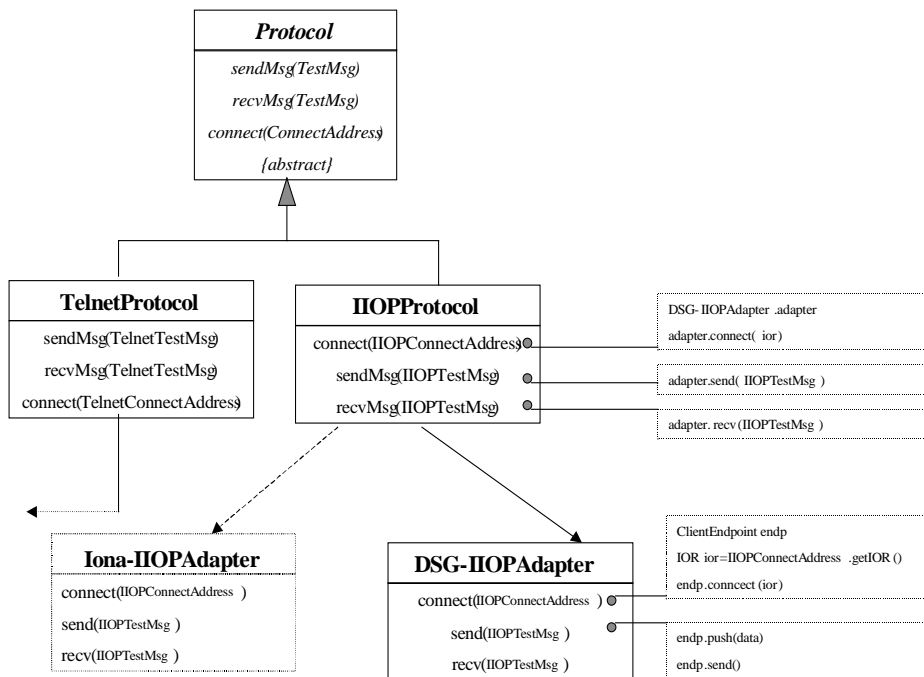 Protocol
sendMsg(TestMsg)
recvMsg(TestMsg)
connect(ConnectAddress)
{abstract}
TelnetProtocol
sendMsg(TelnetTestMsg)
recvMsg(TelnetTestMsg)
connect(TelnetConnectAddress)
IIOPProtocol
connect(IIOPConnectAddress)
sendMsg(IIOPTestMsg)
recvMsg(IIOPTestMsg)
DSG-IIOPAdapter .adapter
adapter.connect( ior)
adapter.send( IIOPTestMsg )
adapter. recv(IIOPTestMsg )
Iona-IIOPAdapter
connect(IIOPConnectAddress )
send(IIOPTestMsg )
recv(IIOPTestMsg )
DSG-IIOPAdapter
connect(IIOPConnectAddress )
send(IIOPTestMsg )
recv(IIOPTestMsg )
ClientEndpoint endp
IOR ior=IIOPConnectAddress .getIOR ()
endp.conncect (ior)
endp.push(data)
endp.send()